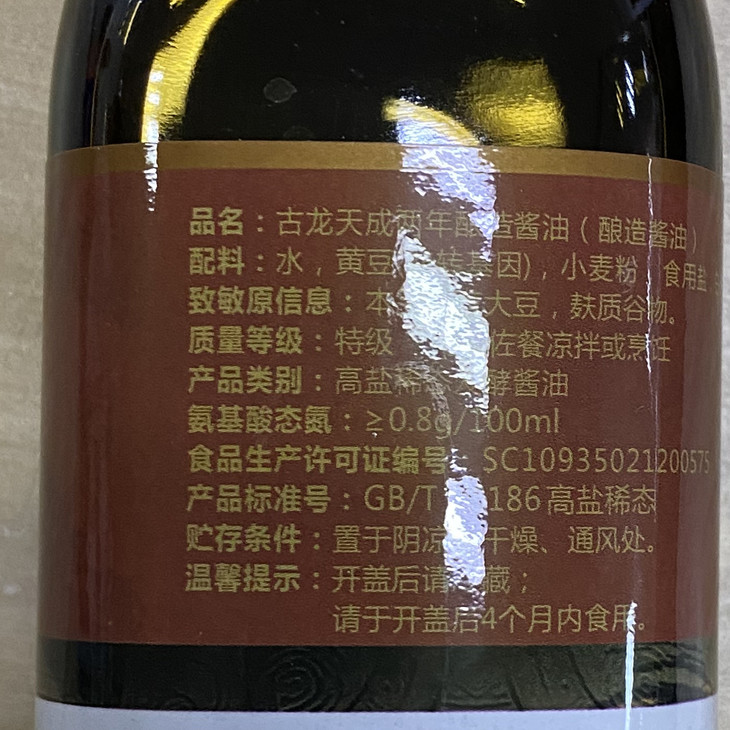 品名：古龙天成两年酿造酱油（酿造酱油）
配料：水，黄豆 转基因)，小麦粉 食用盐
致敏原信息：本 大豆，麸质谷物。
质量等级：特级 佐餐凉拌或烹饪
产品类别：高盐稀 酵酱油
氨基酸态氮：≥0.8g/100ml
食品生产许可证编号： SC10935021200575
产品标准号：GB/T 186高盐稀态
贮存条件：置于阴凉 干燥、通风处。
温馨提示：开盖后请 藏；
请于开盖后4个月内食用。